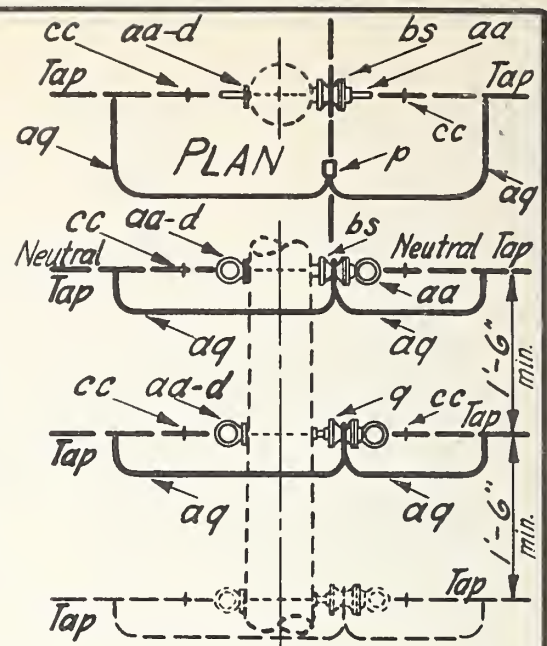 cc aa-d bs aa
Tap Tap
cc
aq PLAN p aq
cc aa-d bs
Neutral Neutral Tap
Tap aa
aq aq
1'-6" min.
cc aa-d q cc
Tap Tap
aq aq
1'-6" min.
Tap Tap